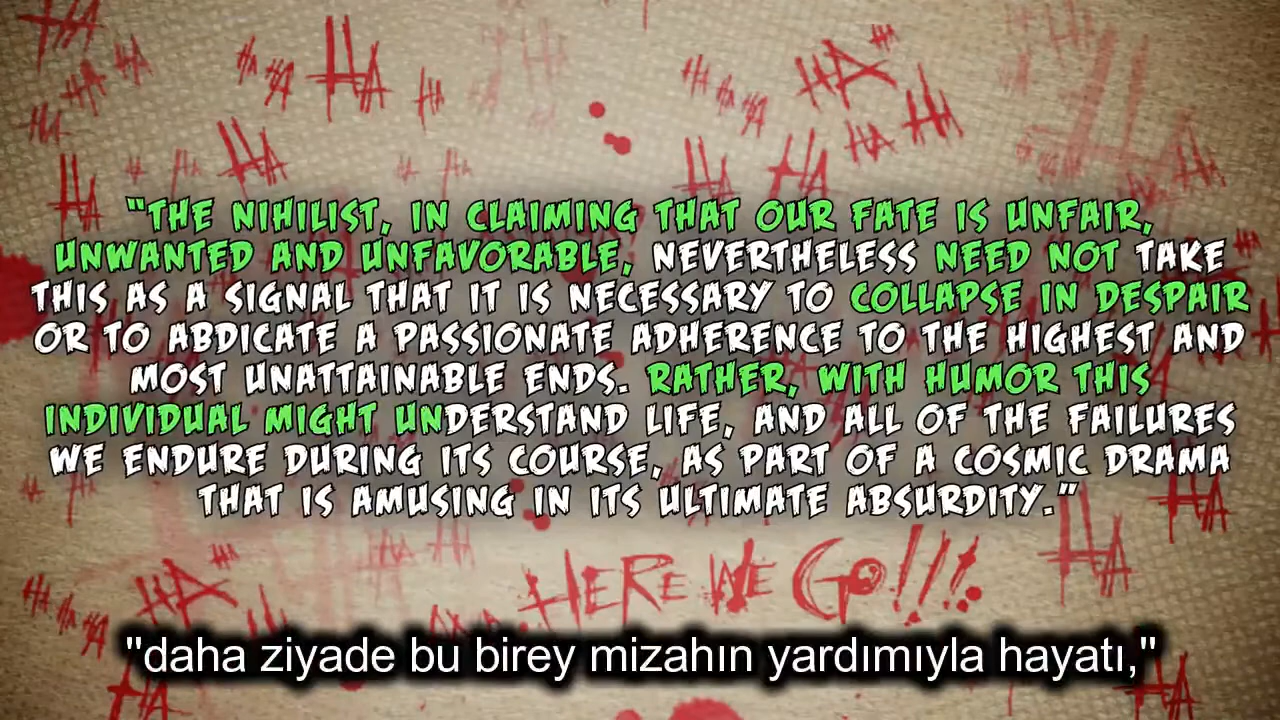 "THE NIHILIST, IN CLAIMING THAT OUR FATE IS UNFAIR,
UNWANTED AND UNFAVORABLE, NEVERTHELESS NEED NOT TAKE
THIS AS A SIGNAL THAT IT IS NECESSARY TO COLLAPSE IN DESPAIR
OR TO ABDICATE A PASSIONATE ADHERENCE TO THE HIGHEST AND
MOST UNATTAINABLE ENDS. RATHER, WITH HUMOR THIS
INDIVIDUAL MIGHT UNDERSTAND LIFE, AND ALL OF THE FAILURES
WE ENDURE DURING ITS COURSE, AS PART OF A COSMIC DRAMA
THAT IS AMUSING IN ITS ULTIMATE ABSURDITY."
HERE WE GO!!!
"daha ziyade bu birey mizahın yardımıyla hayatı,"